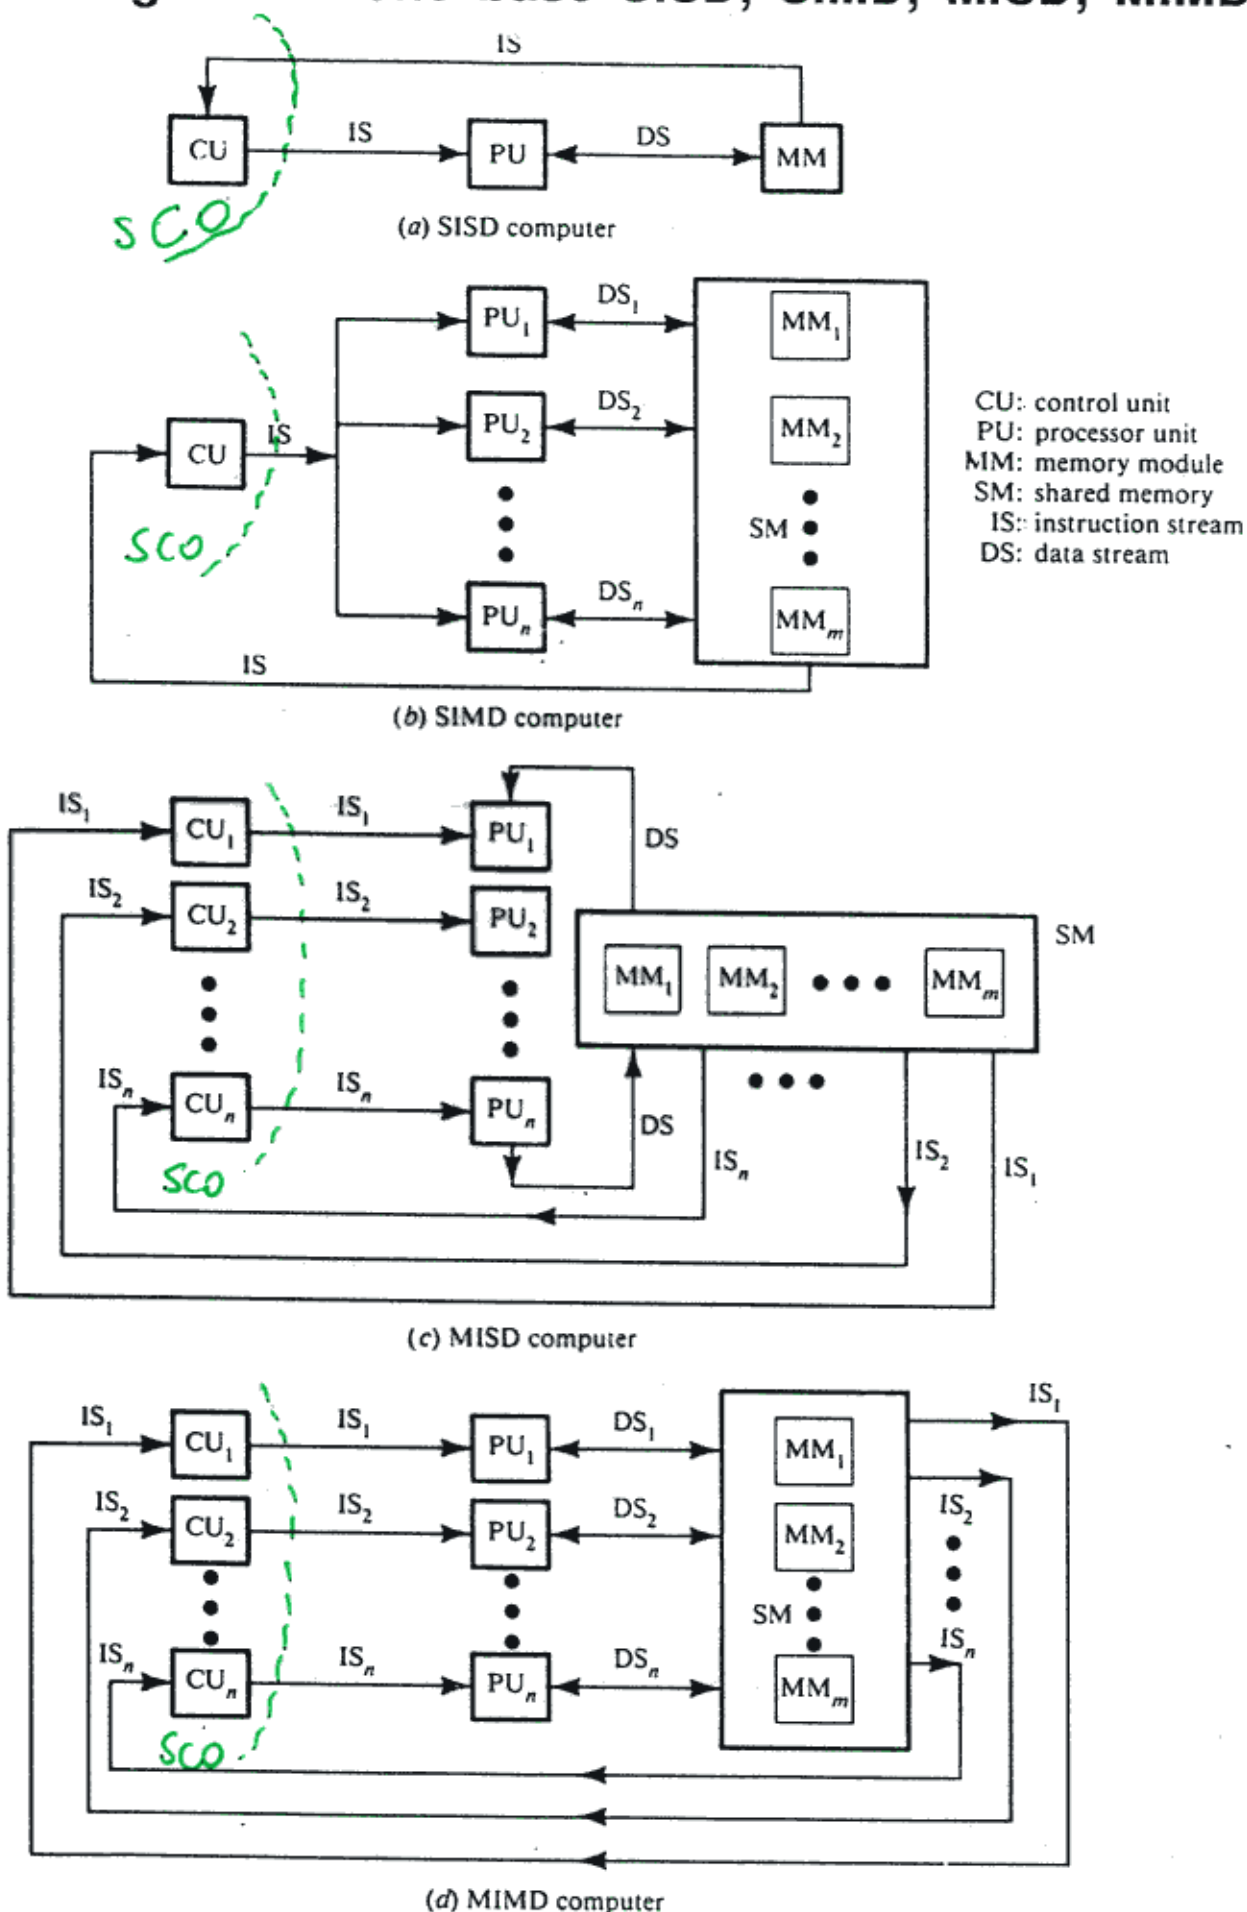 SISD, SIMD, MISD, MIMD
IS
CU IS PU DS MM
SCO
(a) SISD computer
PU₁ DS₁ MM₁
PU₂ DS₂ MM₂
CU IS
SM
SCO
PUₙ DSₙ MMₘ
IS
CU: control unit
PU: processor unit
MM: memory module
SM: shared memory
IS: instruction stream
DS: data stream
(b) SIMD computer
IS₁ CU₁ IS₁ PU₁ DS
IS₂ CU₂ IS₂ PU₂
SM
MM₁ MM₂ MMₘ
ISₙ CUₙ ISₙ PUₙ DS
ISₙ IS₂ IS₁
SCO
(c) MISD computer
IS₁ CU₁ IS₁ PU₁ DS₁ MM₁ IS₁
IS₂ CU₂ IS₂ PU₂ DS₂ MM₂ IS₂
SM
ISₙ CUₙ ISₙ PUₙ DSₙ MMₘ ISₙ
SCO
(d) MIMD computer